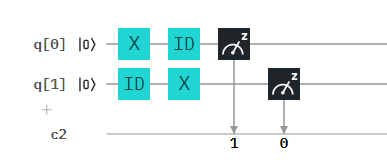 q[0] |0⟩ X ID z
q[1] |0⟩ ID X z
+
c2 1 0